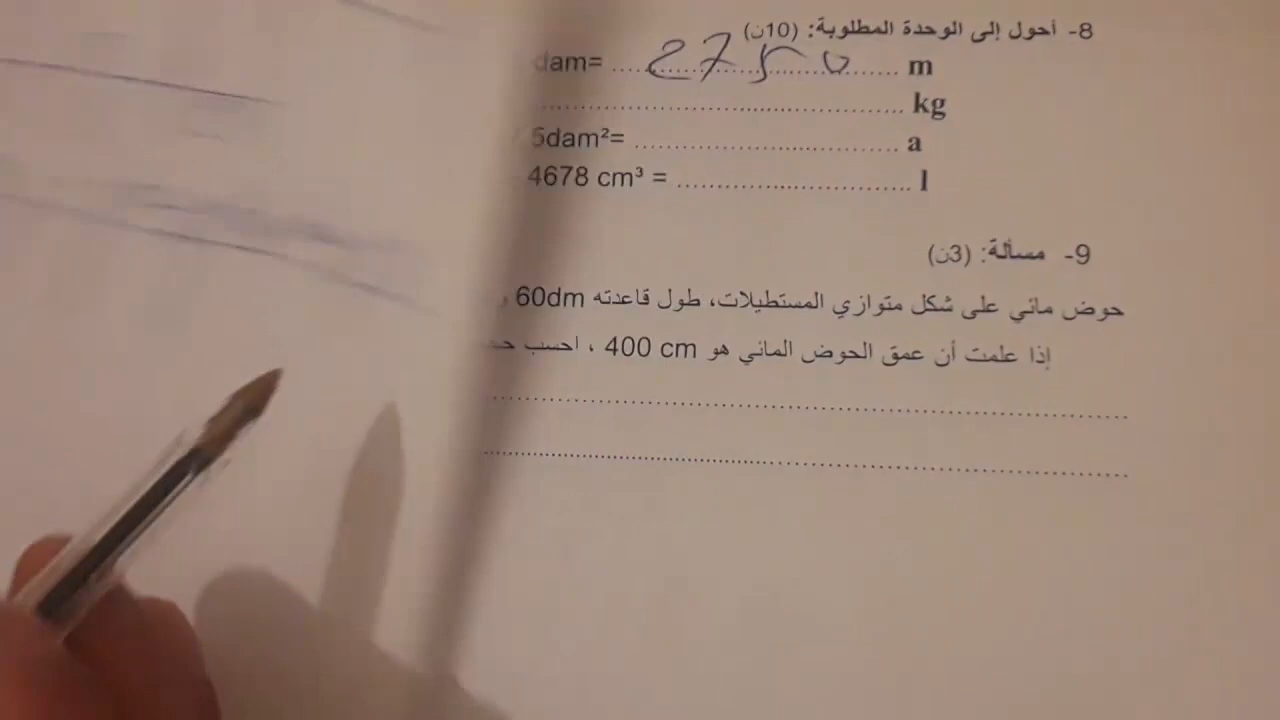 8- أحول إلى الوحدة المطلوبة: (10ن)
dam= ........ 2750 ........ m
........................ kg
5dam²= ........................ a
4678 cm³ = ........................ l
9- مسألة: (3ن)
حوض مائي على شكل متوازي المستطيلات، طول قاعدته 60dm و
إذا علمت أن عمق الحوض المائي هو 400 cm ، احسب